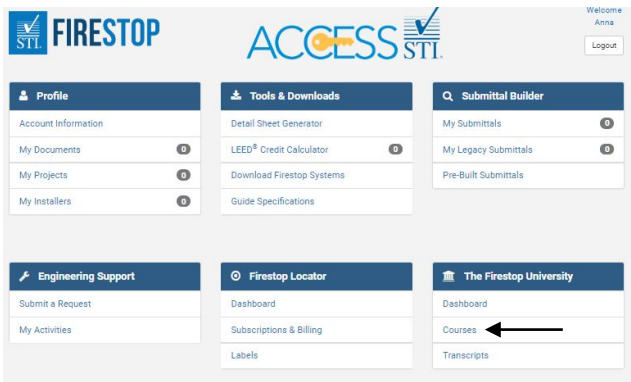 STI FIRESTOP
ACCESS STI
Welcome
Anna
Logout
Profile
Account Information
My Documents 0
My Projects 0
My Installers 0
Tools & Downloads
Detail Sheet Generator
LEED® Credit Calculator 0
Download Firestop Systems
Guide Specifications
Submittal Builder
My Submittals 0
My Legacy Submittals 0
Pre-Built Submittals
Engineering Support
Submit a Request
My Activities
Firestop Locator
Dashboard
Subscriptions & Billing
Labels
The Firestop University
Dashboard
Courses
Transcripts